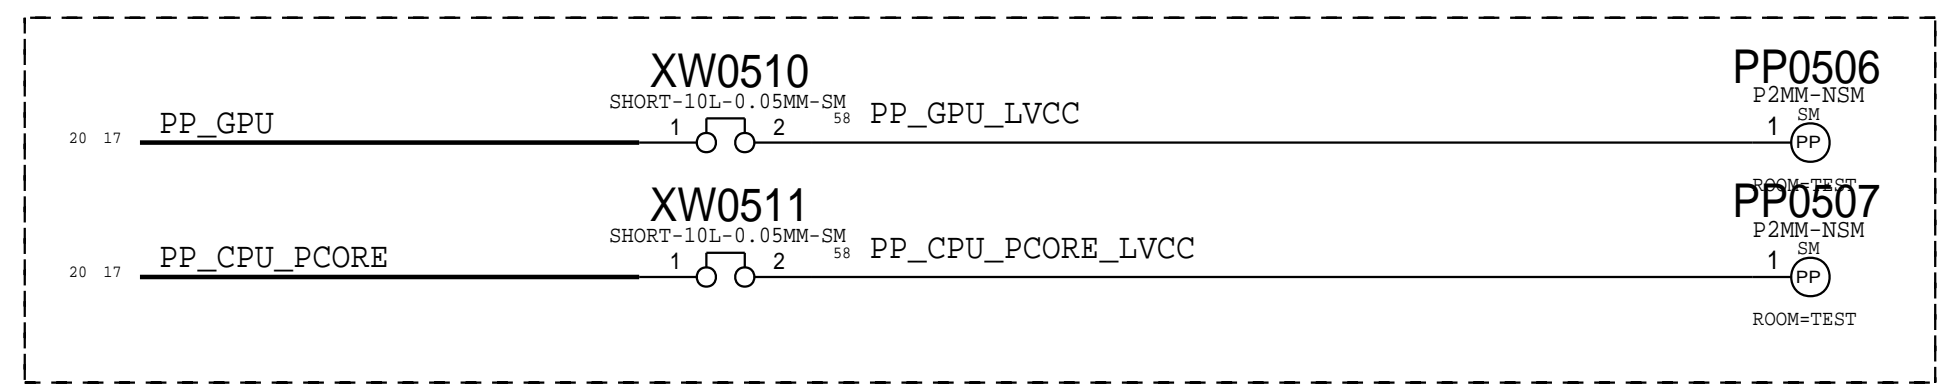 XW0510
SHORT-10L-0.05MM-SM
20 17 PP_GPU 1 2 58 PP_GPU_LVCC
PP0506
P2MM-NSM
SM
1 PP
ROOM=TEST
XW0511
SHORT-10L-0.05MM-SM
20 17 PP_CPU_PCORE 1 2 58 PP_CPU_PCORE_LVCC
PP0507
P2MM-NSM
SM
1 PP
ROOM=TEST